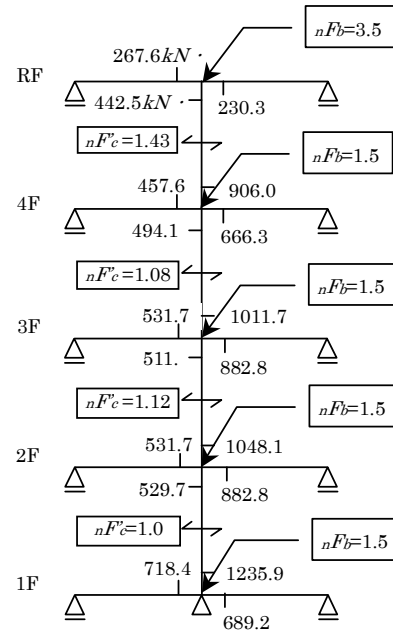 nFb=3.5
267.6kN ·
RF
442.5kN ·
230.3
nF'c=1.43
nFb=1.5
457.6
906.0
4F
494.1
666.3
nF'c=1.08
nFb=1.5
531.7
1011.7
3F
511.
882.8
nF'c=1.12
nFb=1.5
531.7
1048.1
2F
529.7
882.8
nF'c=1.0
nFb=1.5
718.4
1235.9
1F
689.2